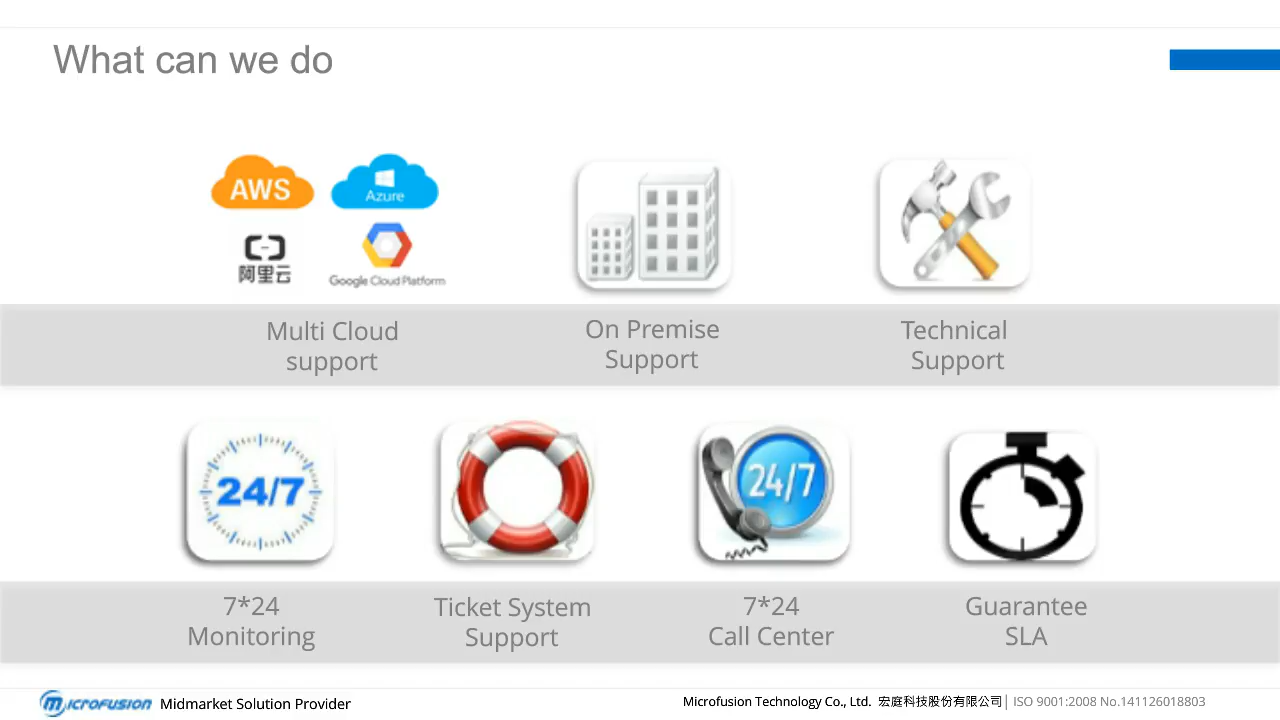 What can we do
AWS
Azure
阿里云
Google Cloud Platform
Multi Cloud
support
On Premise
Support
Technical
Support
24/7
24/7
7*24
Monitoring
Ticket System
Support
7*24
Call Center
Guarantee
SLA
MICROFUSION Midmarket Solution Provider
Microfusion Technology Co., Ltd. 宏庭科技股份有限公司| ISO 9001:2008 No.141126018803